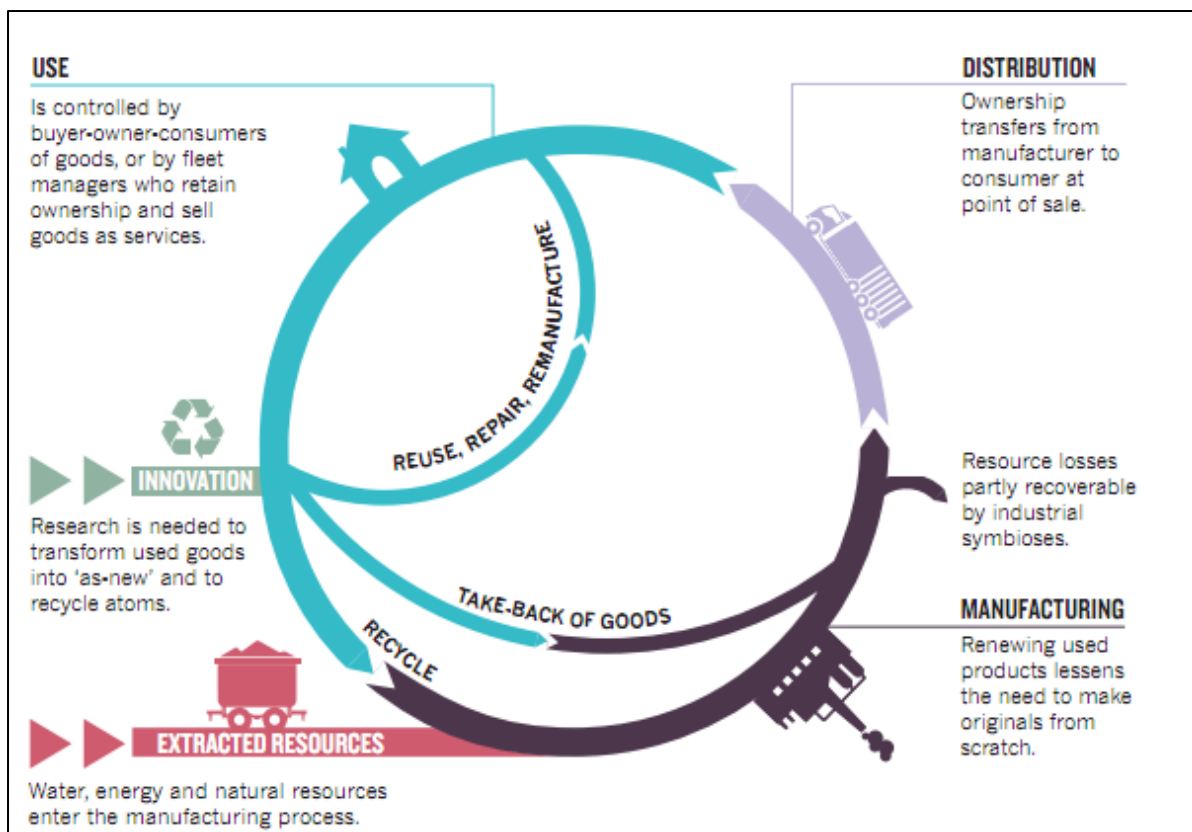 USE
Is controlled by
buyer-owner-consumers
of goods, or by fleet
managers who retain
ownership and sell
goods as services.
DISTRIBUTION
Ownership
transfers from
manufacturer to
consumer at
point of sale.
REUSE, REPAIR, REMANUFACTURE
INNOVATION
Research is needed to
transform used goods
into ‘as-new’ and to
recycle atoms.
Resource losses
partly recoverable
by industrial
symbioses.
TAKE-BACK OF GOODS
RECYCLE
MANUFACTURING
Renewing used
products lessens
the need to make
originals from
scratch.
EXTRACTED RESOURCES
Water, energy and natural resources
enter the manufacturing process.